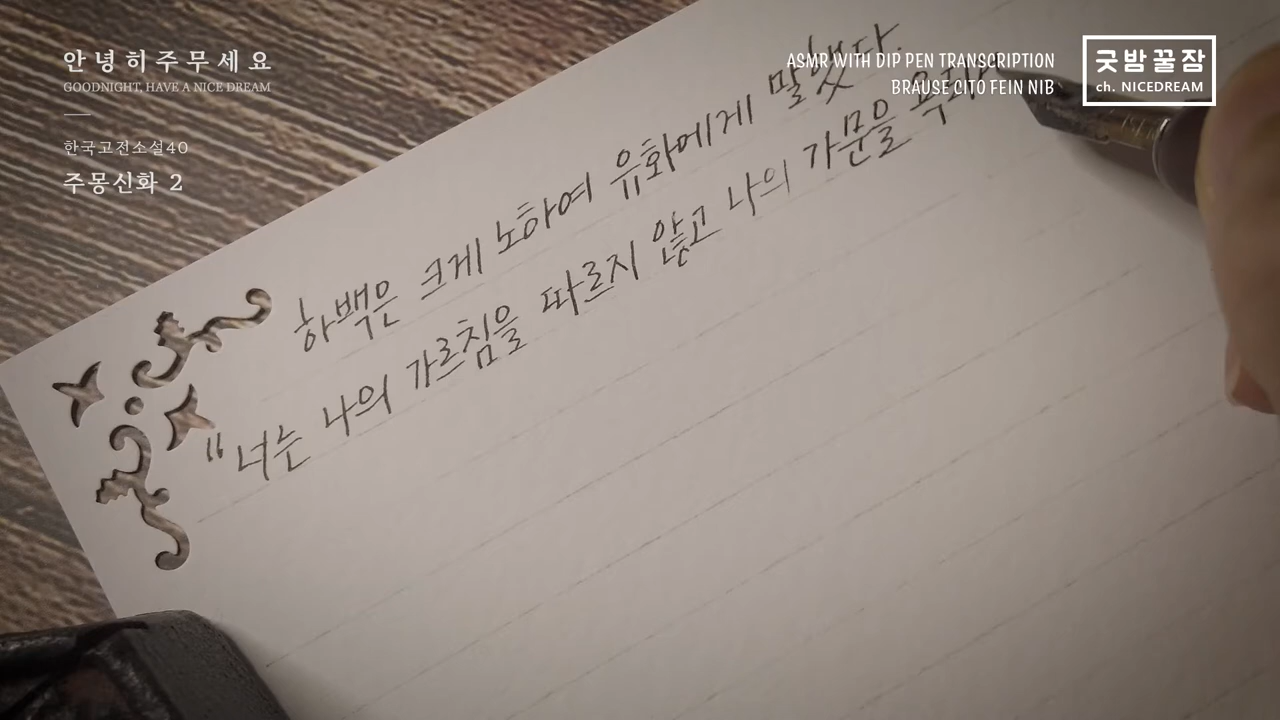 안녕히주무세요
GOODNIGHT, HAVE A NICE DREAM
한국고전소설40
주몽신화 2
ASMR WITH DIP PEN TRANSCRIPTION
BRAUSE CITO FEIN NIB
굿밤꿀잠
ch. NICEDREAM
하백은 크게 노하여 유화에게 말했다.
“너는 나의 가르침을 따르지 않고 나의 가문을